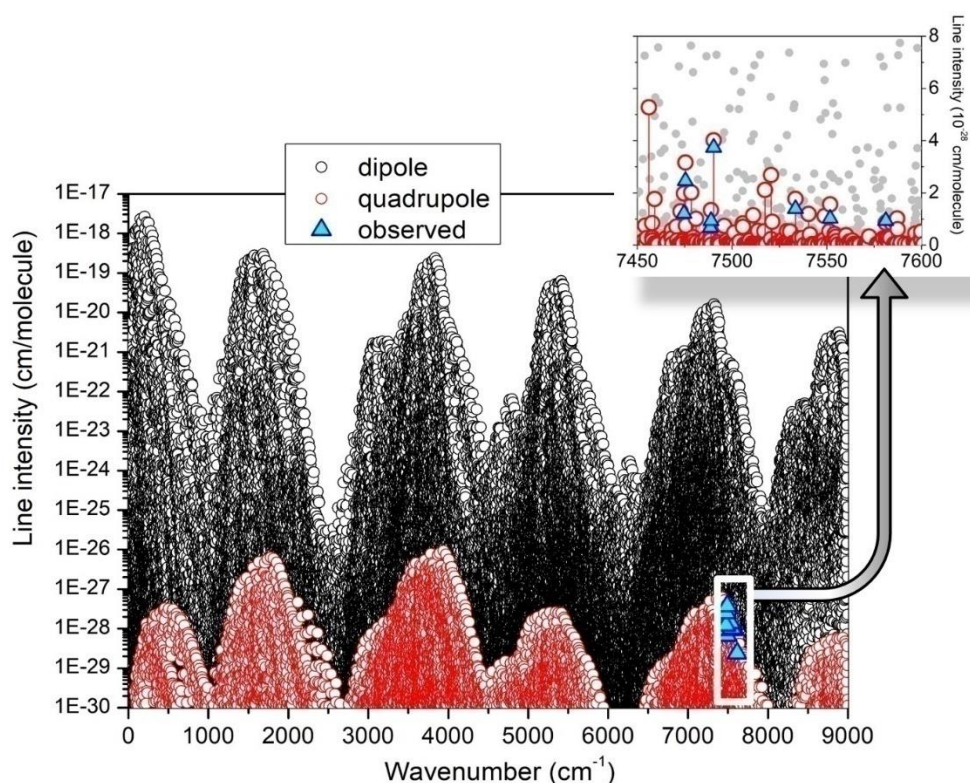 8
6
4
2
0
Line intensity (10⁻²⁸ cm/molecule)
7450 7500 7550 7600
dipole
quadrupole
observed
1E-17
1E-18
1E-19
1E-20
1E-21
1E-22
1E-23
1E-24
1E-25
1E-26
1E-27
1E-28
1E-29
1E-30
Line intensity (cm/molecule)
0 1000 2000 3000 4000 5000 6000 7000 8000 9000
Wavenumber (cm⁻¹)